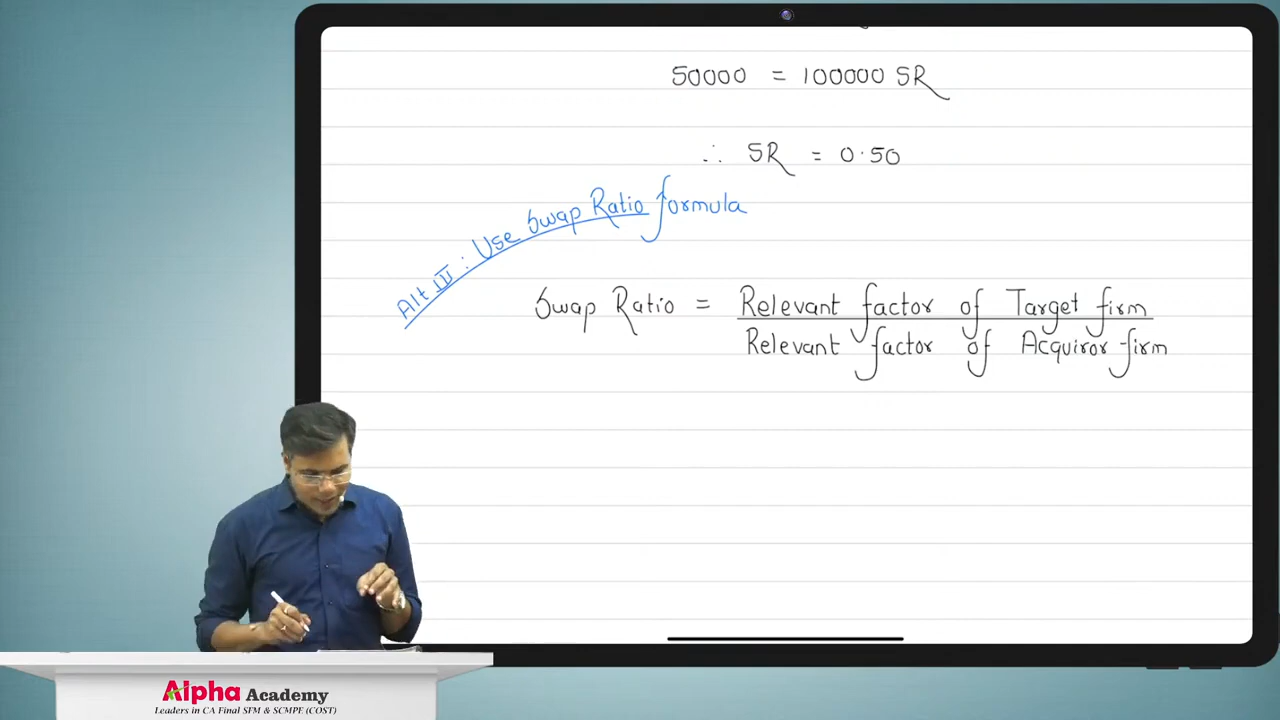 50000 = 100000 SR
∴ SR = 0.50
Alt III : Use Swap Ratio formula
Swap Ratio = Relevant factor of Target firm
Relevant factor of Acquiror firm
Alpha Academy
Leaders in CA Final SFM & SCMPE (COST)